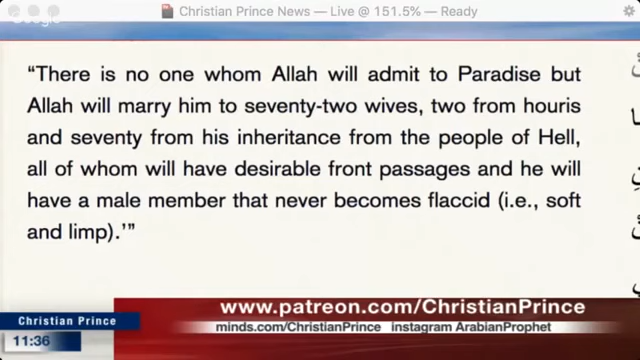 Christian Prince News — Live @ 151.5% — Ready
Google
“There is no one whom Allah will admit to Paradise but
Allah will marry him to seventy-two wives, two from houris
and seventy from his inheritance from the people of Hell,
all of whom will have desirable front passages and he will
have a male member that never becomes flaccid (i.e., soft
and limp).’”
www.patreon.com/ChristianPrince
Christian Prince
minds.com/ChristianPrince instagram ArabianProphet
11:36